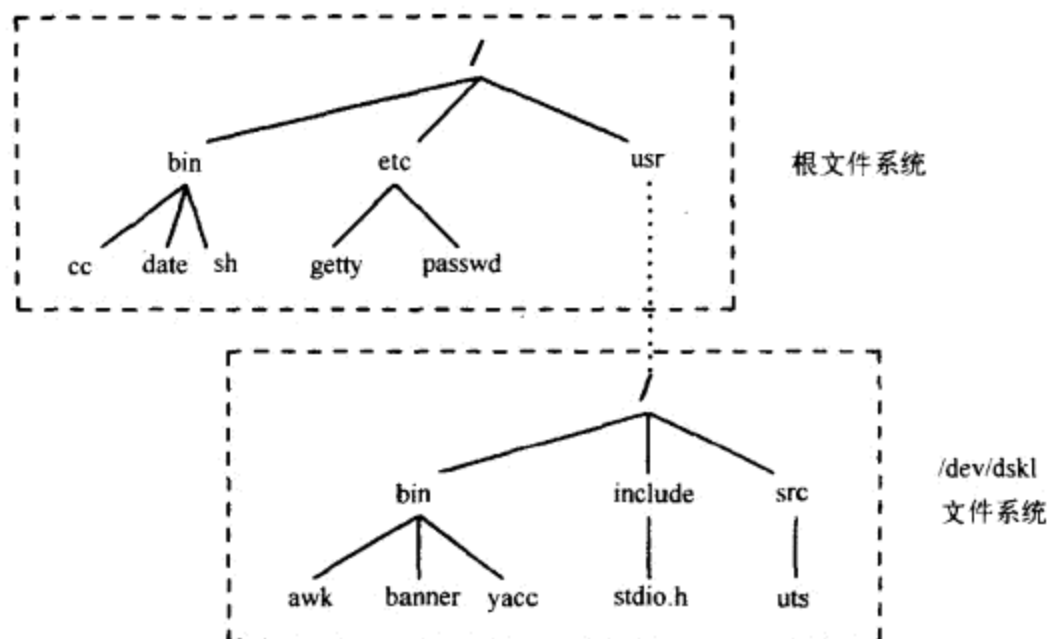 /
bin etc usr
根文件系统
cc date sh getty passwd
/
bin include src
/dev/dskl
文件系统
awk banner yacc stdio.h uts